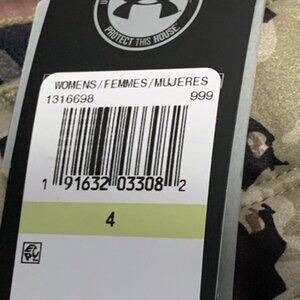 PROTECT THIS HOUSE
WOMENS/FEMMES/MUJERES
1316698 999
1 91632 03308 2
4